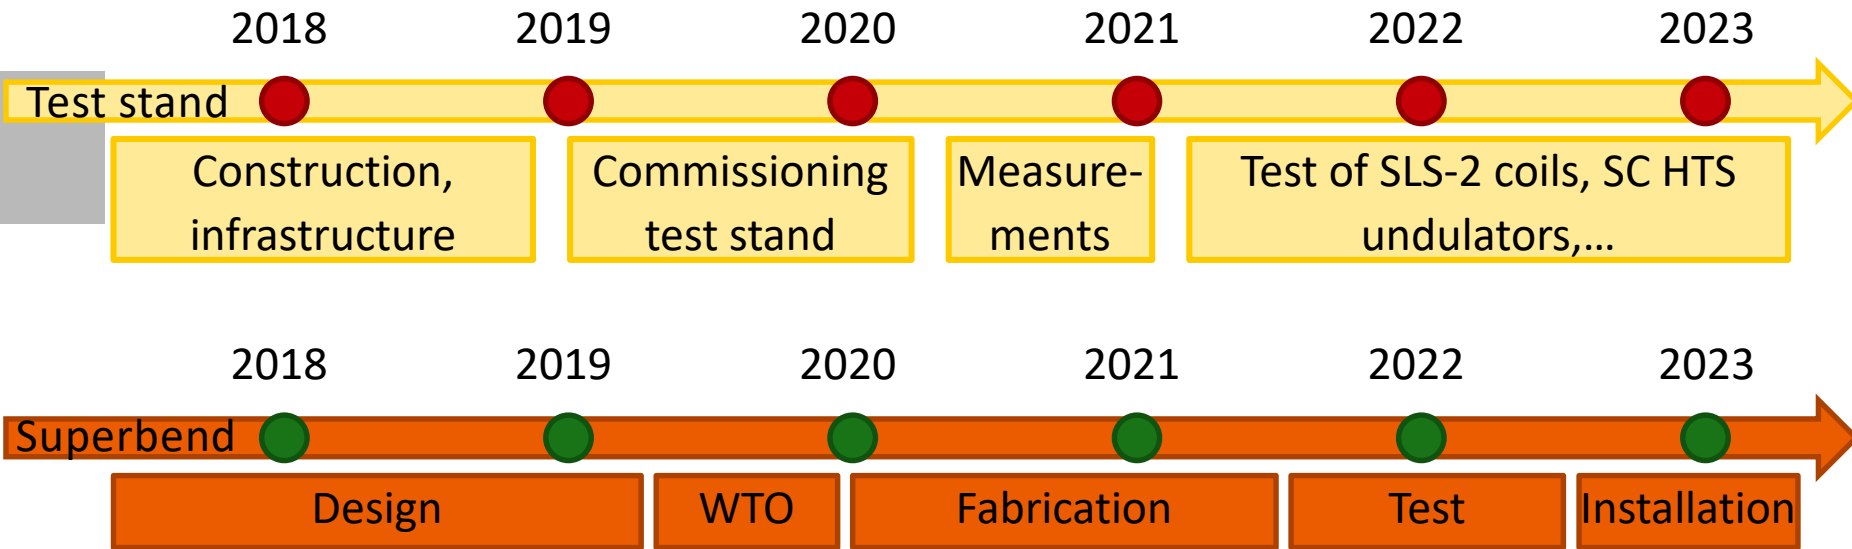 2018 2019 2020 2021 2022 2023
Test stand
Construction, Commissioning Measure- Test of SLS-2 coils, SC HTS
infrastructure test stand ments undulators,...
2018 2019 2020 2021 2022 2023
Superbend
Design WTO Fabrication Test Installation